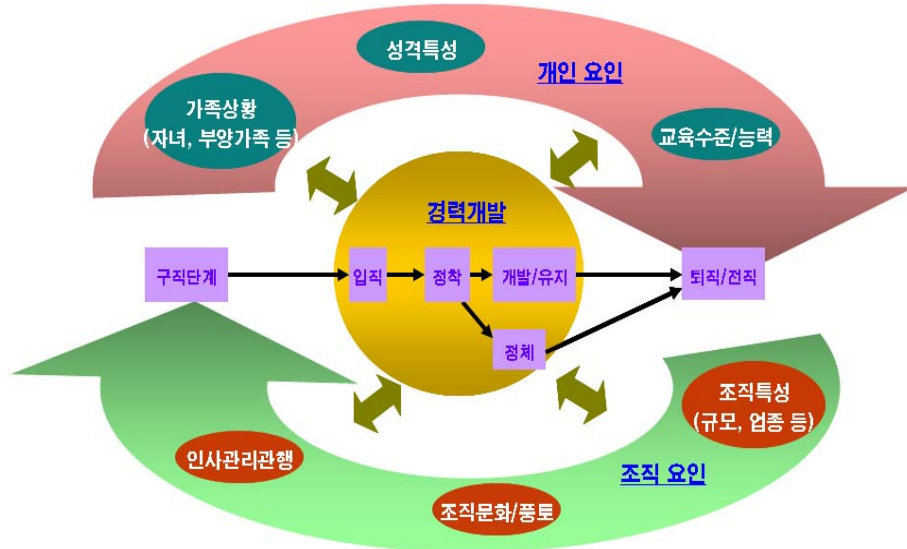 성격특성
개인 요인
가족상황
(자녀, 부양가족 등)
교육수준/능력
경력개발
구직단계
입직
정착
개발/유지
퇴직/전직
정체
조직특성
(규모, 업종 등)
인사관리관행
조직 요인
조직문화/풍토